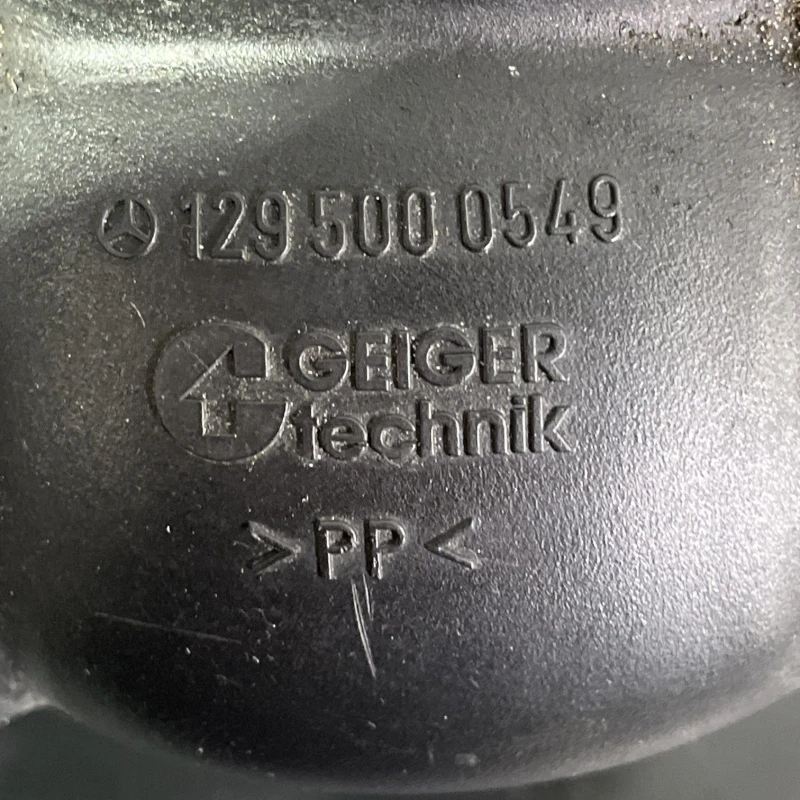 129 500 0549
GEIGER
technik
>PP<